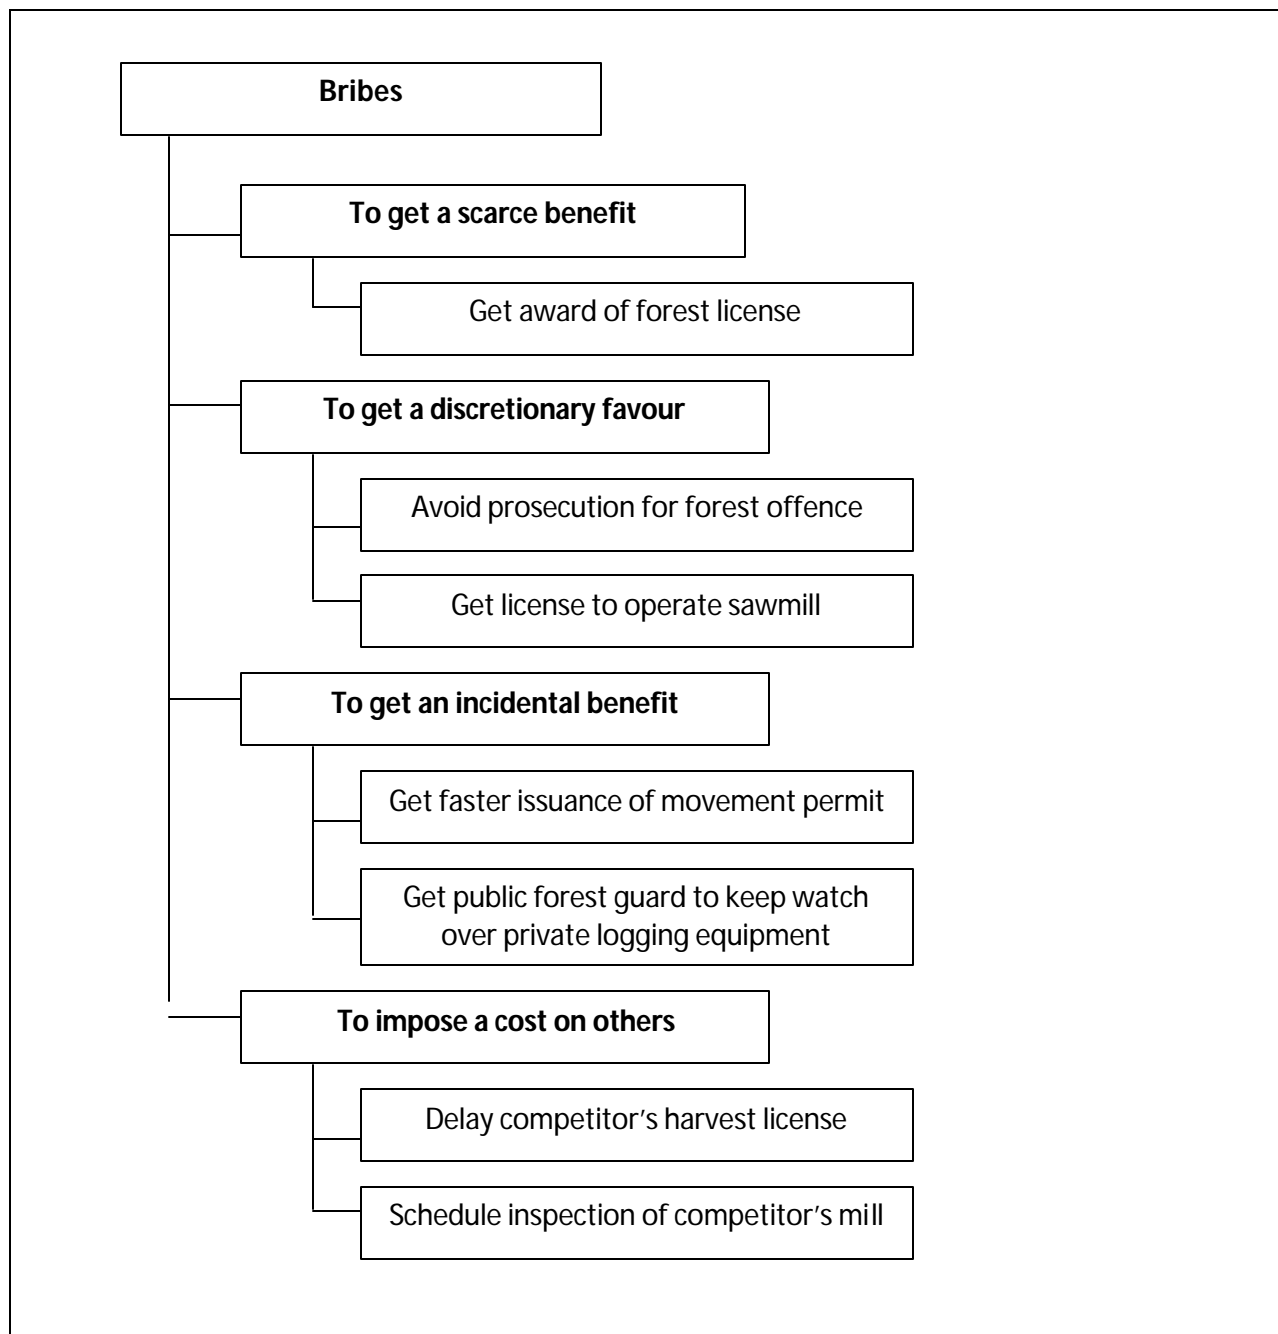 Bribes
To get a scarce benefit
Get award of forest license
To get a discretionary favour
Avoid prosecution for forest offence
Get license to operate sawmill
To get an incidental benefit
Get faster issuance of movement permit
Get public forest guard to keep watch
over private logging equipment
To impose a cost on others
Delay competitor’s harvest license
Schedule inspection of competitor’s mill